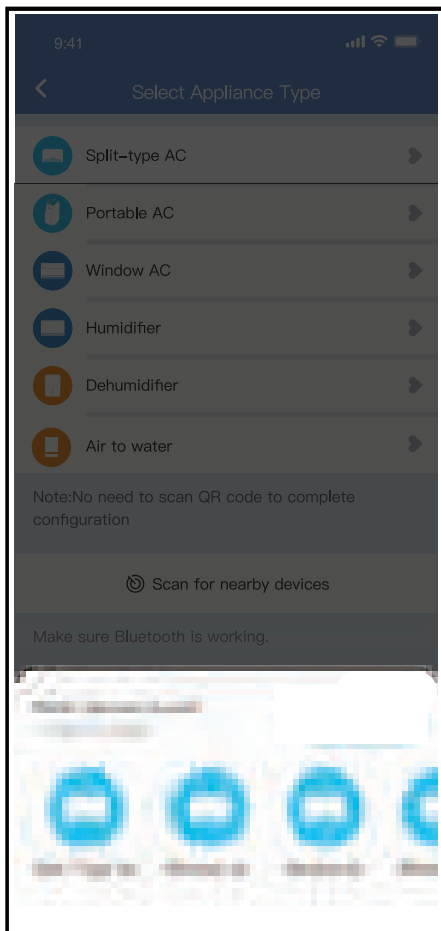 9:41
Select Appliance Type
Split-type AC
Portable AC
Window AC
Humidifier
Dehumidifier
Air to water
Note:No need to scan QR code to complete
configuration
Scan for nearby devices
Make sure Bluetooth is working.